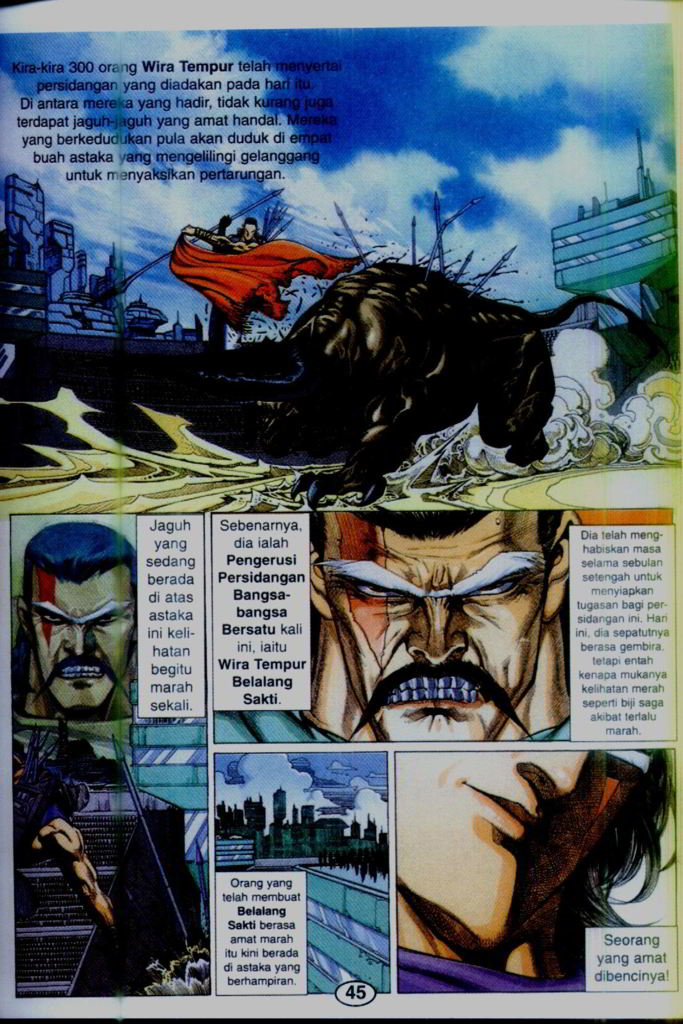 Kira-kira 300 orang Wira Tempur telah menyertai
persidangan yang diadakan pada hari itu.
Di antara mereka yang hadir, tidak kurang juga
terdapat jaguh-jaguh yang amat handal. Mereka
yang berkedudukan pula akan duduk di empat
buah astaka yang mengelilingi gelanggang
untuk menyaksikan pertarungan.
Jaguh
yang
sedang
berada
di atas
astaka
ini keli-
hatan
begitu
marah
sekali.
Sebenarnya,
dia ialah
Pengerusi
Persidangan
Bangsa-
bangsa
Bersatu kali
ini, iaitu
Wira Tempur
Belalang
Sakti.
Dia telah meng-
habiskan masa
selama sebulan
setengah untuk
menyiapkan
tugasan bagi per-
sidangan ini. Hari
ini, dia sepatutnya
berasa gembira,
tetapi entah
kenapa mukanya
kelihatan merah
seperti biji saga
akibat terlalu
marah.
Orang yang
telah membuat
Belalang
Sakti berasa
amat marah
itu kini berada
di astaka yang
berhampiran.
Seorang
yang amat
dibencinya!
45